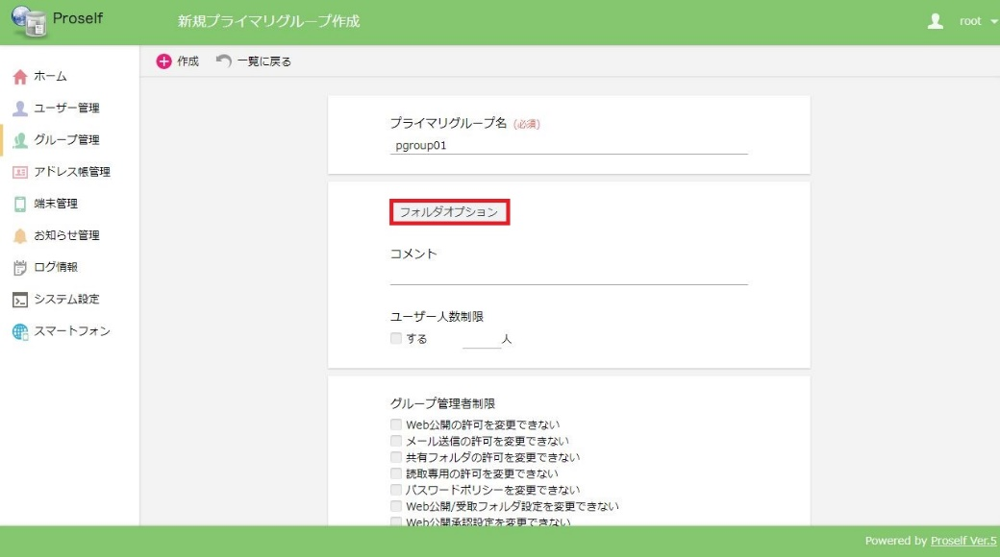 Proself
新規プライマリグループ作成
root
作成
一覧に戻る
ホーム
ユーザー管理
グループ管理
アドレス帳管理
端末管理
お知らせ管理
ログ情報
システム設定
スマートフォン
プライマリグループ名 (必須)
pgroup01
フォルダオプション
コメント
ユーザー人数制限
する 人
グループ管理者制限
Web公開の許可を変更できない
メール送信の許可を変更できない
共有フォルダの許可を変更できない
読取専用の許可を変更できない
パスワードポリシーを変更できない
Web公開/受取フォルダ設定を変更できない
Web公開承認設定を変更できない
Powered by Proself Ver.5